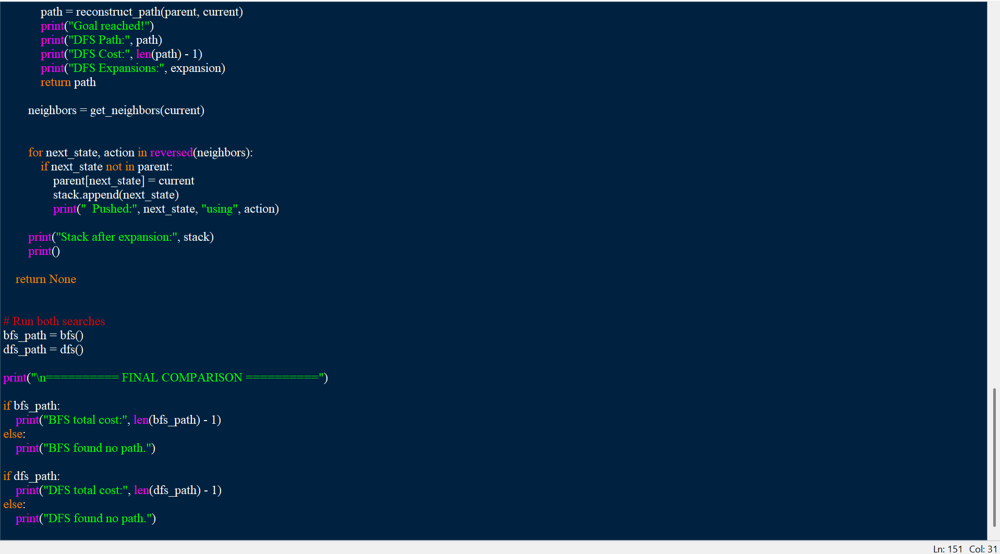 path = reconstruct_path(parent, current)
print("Goal reached!")
print("DFS Path:", path)
print("DFS Cost:", len(path) - 1)
print("DFS Expansions:", expansion)
return path
neighbors = get_neighbors(current)
for next_state, action in reversed(neighbors):
if next_state not in parent:
parent[next_state] = current
stack.append(next_state)
print("  Pushed:", next_state, "using", action)
print("Stack after expansion:", stack)
print()
return None
# Run both searches
bfs_path = bfs()
dfs_path = dfs()
print("\n========== FINAL COMPARISON ==========")
if bfs_path:
print("BFS total cost:", len(bfs_path) - 1)
else:
print("BFS found no path.")
if dfs_path:
print("DFS total cost:", len(dfs_path) - 1)
else:
print("DFS found no path.")
Ln: 151 Col: 31